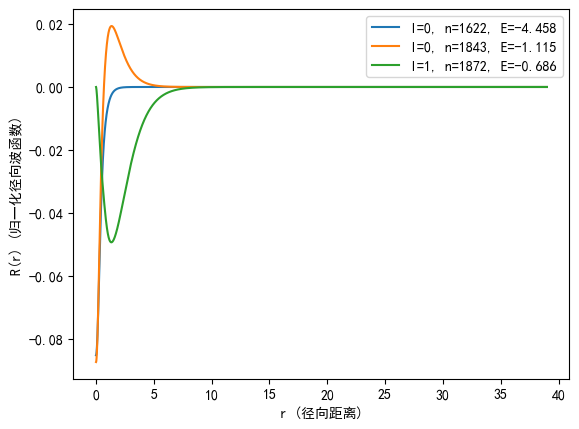 l=0, n=1622, E=-4.458
l=0, n=1843, E=-1.115
l=1, n=1872, E=-0.686
0.02
0.00
-0.02
-0.04
-0.06
-0.08
R(r) (归一化径向波函数)
0 5 10 15 20 25 30 35 40
r (径向距离)